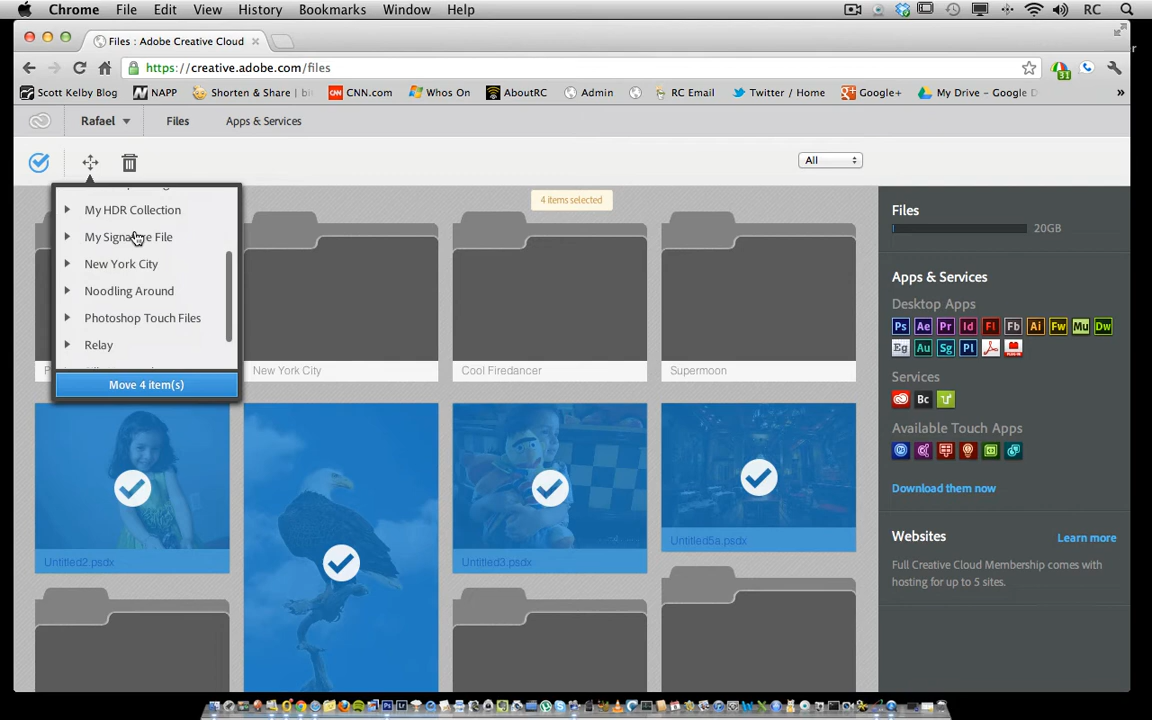 Chrome File Edit View History Bookmarks Window Help RC
Files : Adobe Creative Cloud
https://creative.adobe.com/files
31
Scott Kelby Blog NAPP Shorten & Share | bit CNN.com Whos On AboutRC Admin RC Email Twitter / Home Google+ My Drive - Google D »
Rafael Files Apps & Services
All
4 items selected
My HDR Collection
My Signature File
New York City
Noodling Around
Photoshop Touch Files
Relay
Move 4 item(s)
New York City
Cool Firedancer
Supermoon
Untitled2.psdx
Untitled3.psdx
Untitled5a.psdx
Files
20GB
Apps & Services
Desktop Apps
Ps Ae Pr Id Fl Fb Ai Fw Mu Dw
Eg Au Sg Pl
Services
Bc
Available Touch Apps
Download them now
Websites Learn more
Full Creative Cloud Membership comes with
hosting for up to 5 sites.